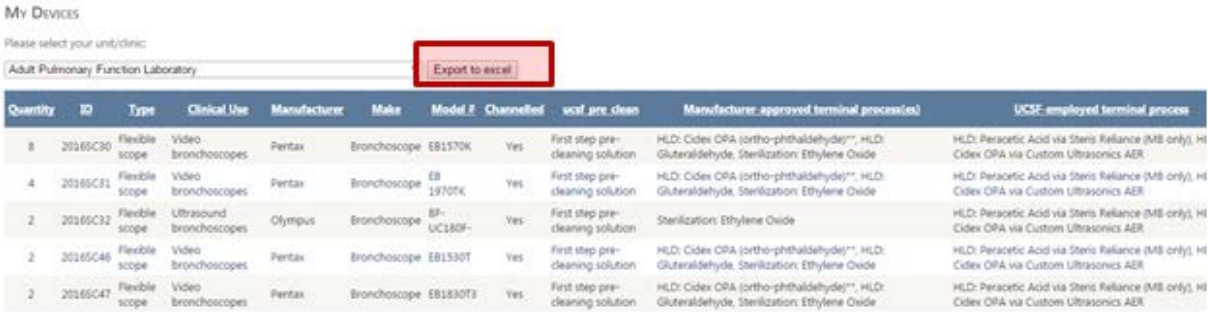 My Devices
Please select your unit/clinic:
Adult Pulmonary Function Laboratory Export to excel
Quantity ID Type Clinical Use Manufacturer Make Model # Channelled ucsf pre clean Manufacturer-approved terminal process(es) UCSF-employed terminal process
Flexible Video EB1570K First step pre- HLD: Cidex OPA (ortho-phthaldehyde)**, HLD: HLD: Peracetic Acid via Steris Reliance (MB only), H
8 20165C30 scope bronchoscopes Pentax Bronchoscope Yes cleaning solution Gluteraldehyde, Sterilization: Ethylene Oxide Cidex OPA via Custom Ultrasonics AER
Flexible Video EB First step pre- HLD: Cidex OPA (ortho-phthaldehyde)**, HLD: HLD: Peracetic Acid via Steris Reliance (MB only), H
4 20165C31 scope bronchoscopes Pentax Bronchoscope 1970TK Yes cleaning solution Gluteraldehyde, Sterilization: Ethylene Oxide Cidex OPA via Custom Ultrasonics AER
Flexible Ultrasound BF- First step pre- HLD: Peracetic Acid via Steris Reliance (MB only), H
2 20165C32 scope bronchoscopes Olympus Bronchoscope UC180F- Yes cleaning solution Sterilization: Ethylene Oxide Cidex OPA via Custom Ultrasonics AER
Flexible Video First step pre- HLD: Cidex OPA (ortho-phthaldehyde)**, HLD: HLD: Peracetic Acid via Steris Reliance (MB only), H
2 20165C46 scope bronchoscopes Pentax Bronchoscope EB1530T Yes cleaning solution Gluteraldehyde, Sterilization: Ethylene Oxide Cidex OPA via Custom Ultrasonics AER
Flexible Video First step pre- HLD: Cidex OPA (ortho-phthaldehyde)**, HLD: HLD: Peracetic Acid via Steris Reliance (MB only), H
2 20165C47 scope bronchoscopes Pentax Bronchoscope EB1830T3 Yes cleaning solution Gluteraldehyde, Sterilization: Ethylene Oxide Cidex OPA via Custom Ultrasonics AER